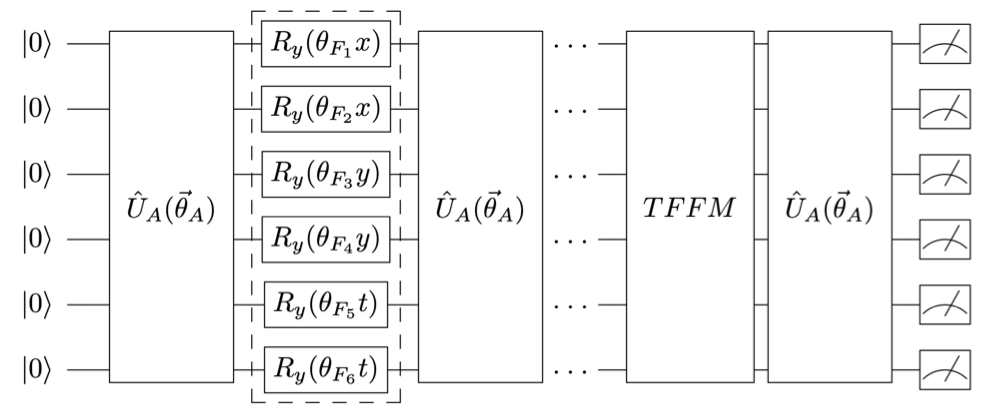 |0⟩ R_y(θ_{F_1}x) · · ·
|0⟩ R_y(θ_{F_2}x) · · ·
|0⟩ R_y(θ_{F_3}y) · · ·
Û_A(θ⃗_A) Û_A(θ⃗_A) TFFM Û_A(θ⃗_A)
|0⟩ R_y(θ_{F_4}y) · · ·
|0⟩ R_y(θ_{F_5}t) · · ·
|0⟩ R_y(θ_{F_6}t) · · ·